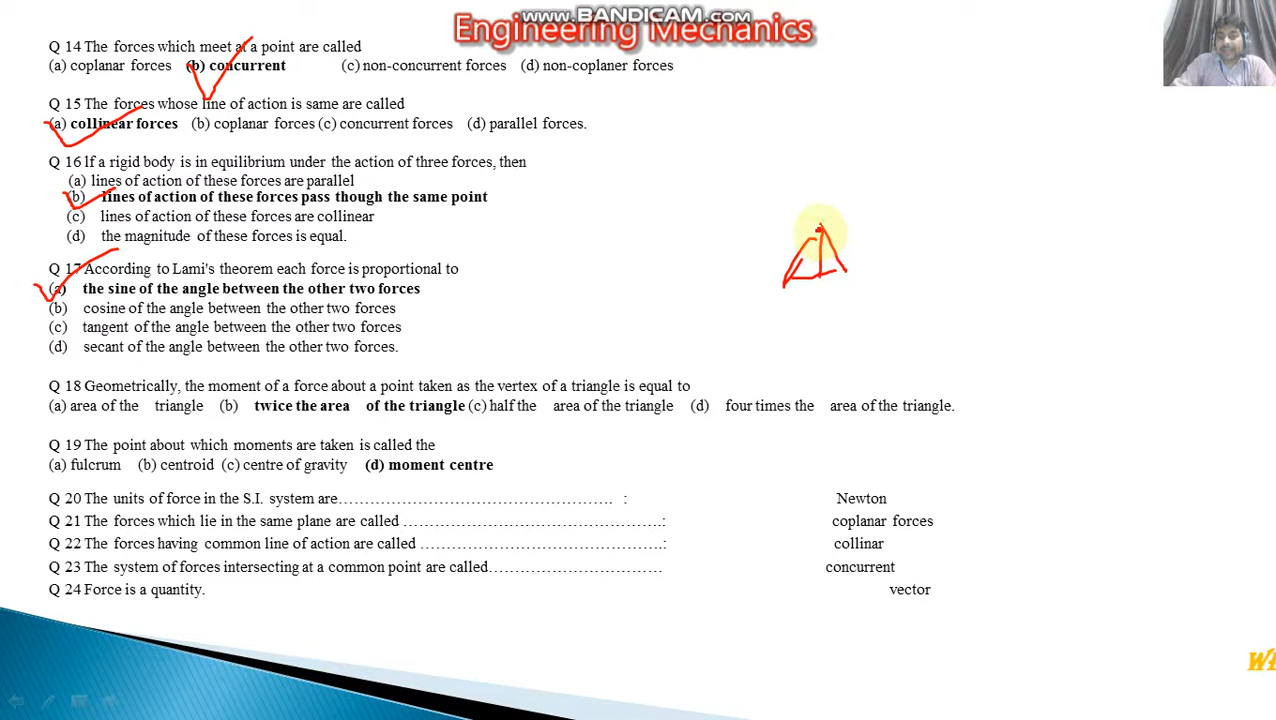 WWW.BANDICAM.COM
Engineering Mechanics
Q 14 The forces which meet at a point are called
(a) coplanar forces (b) concurrent (c) non-concurrent forces (d) non-coplaner forces
Q 15 The forces whose line of action is same are called
(a) collinear forces (b) coplanar forces (c) concurrent forces (d) parallel forces.
Q 16 If a rigid body is in equilibrium under the action of three forces, then
(a) lines of action of these forces are parallel
(b) lines of action of these forces pass though the same point
(c) lines of action of these forces are collinear
(d) the magnitude of these forces is equal.
Q 17 According to Lami's theorem each force is proportional to
(a) the sine of the angle between the other two forces
(b) cosine of the angle between the other two forces
(c) tangent of the angle between the other two forces
(d) secant of the angle between the other two forces.
Q 18 Geometrically, the moment of a force about a point taken as the vertex of a triangle is equal to
(a) area of the triangle (b) twice the area of the triangle (c) half the area of the triangle (d) four times the area of the triangle.
Q 19 The point about which moments are taken is called the
(a) fulcrum (b) centroid (c) centre of gravity (d) moment centre
Q 20 The units of force in the S.I. system are……………………………………………. : Newton
Q 21 The forces which lie in the same plane are called ………………………………………….: coplanar forces
Q 22 The forces having common line of action are called ……………………………………….: collinar
Q 23 The system of forces intersecting at a common point are called…………………………… concurrent
Q 24 Force is a quantity. vector